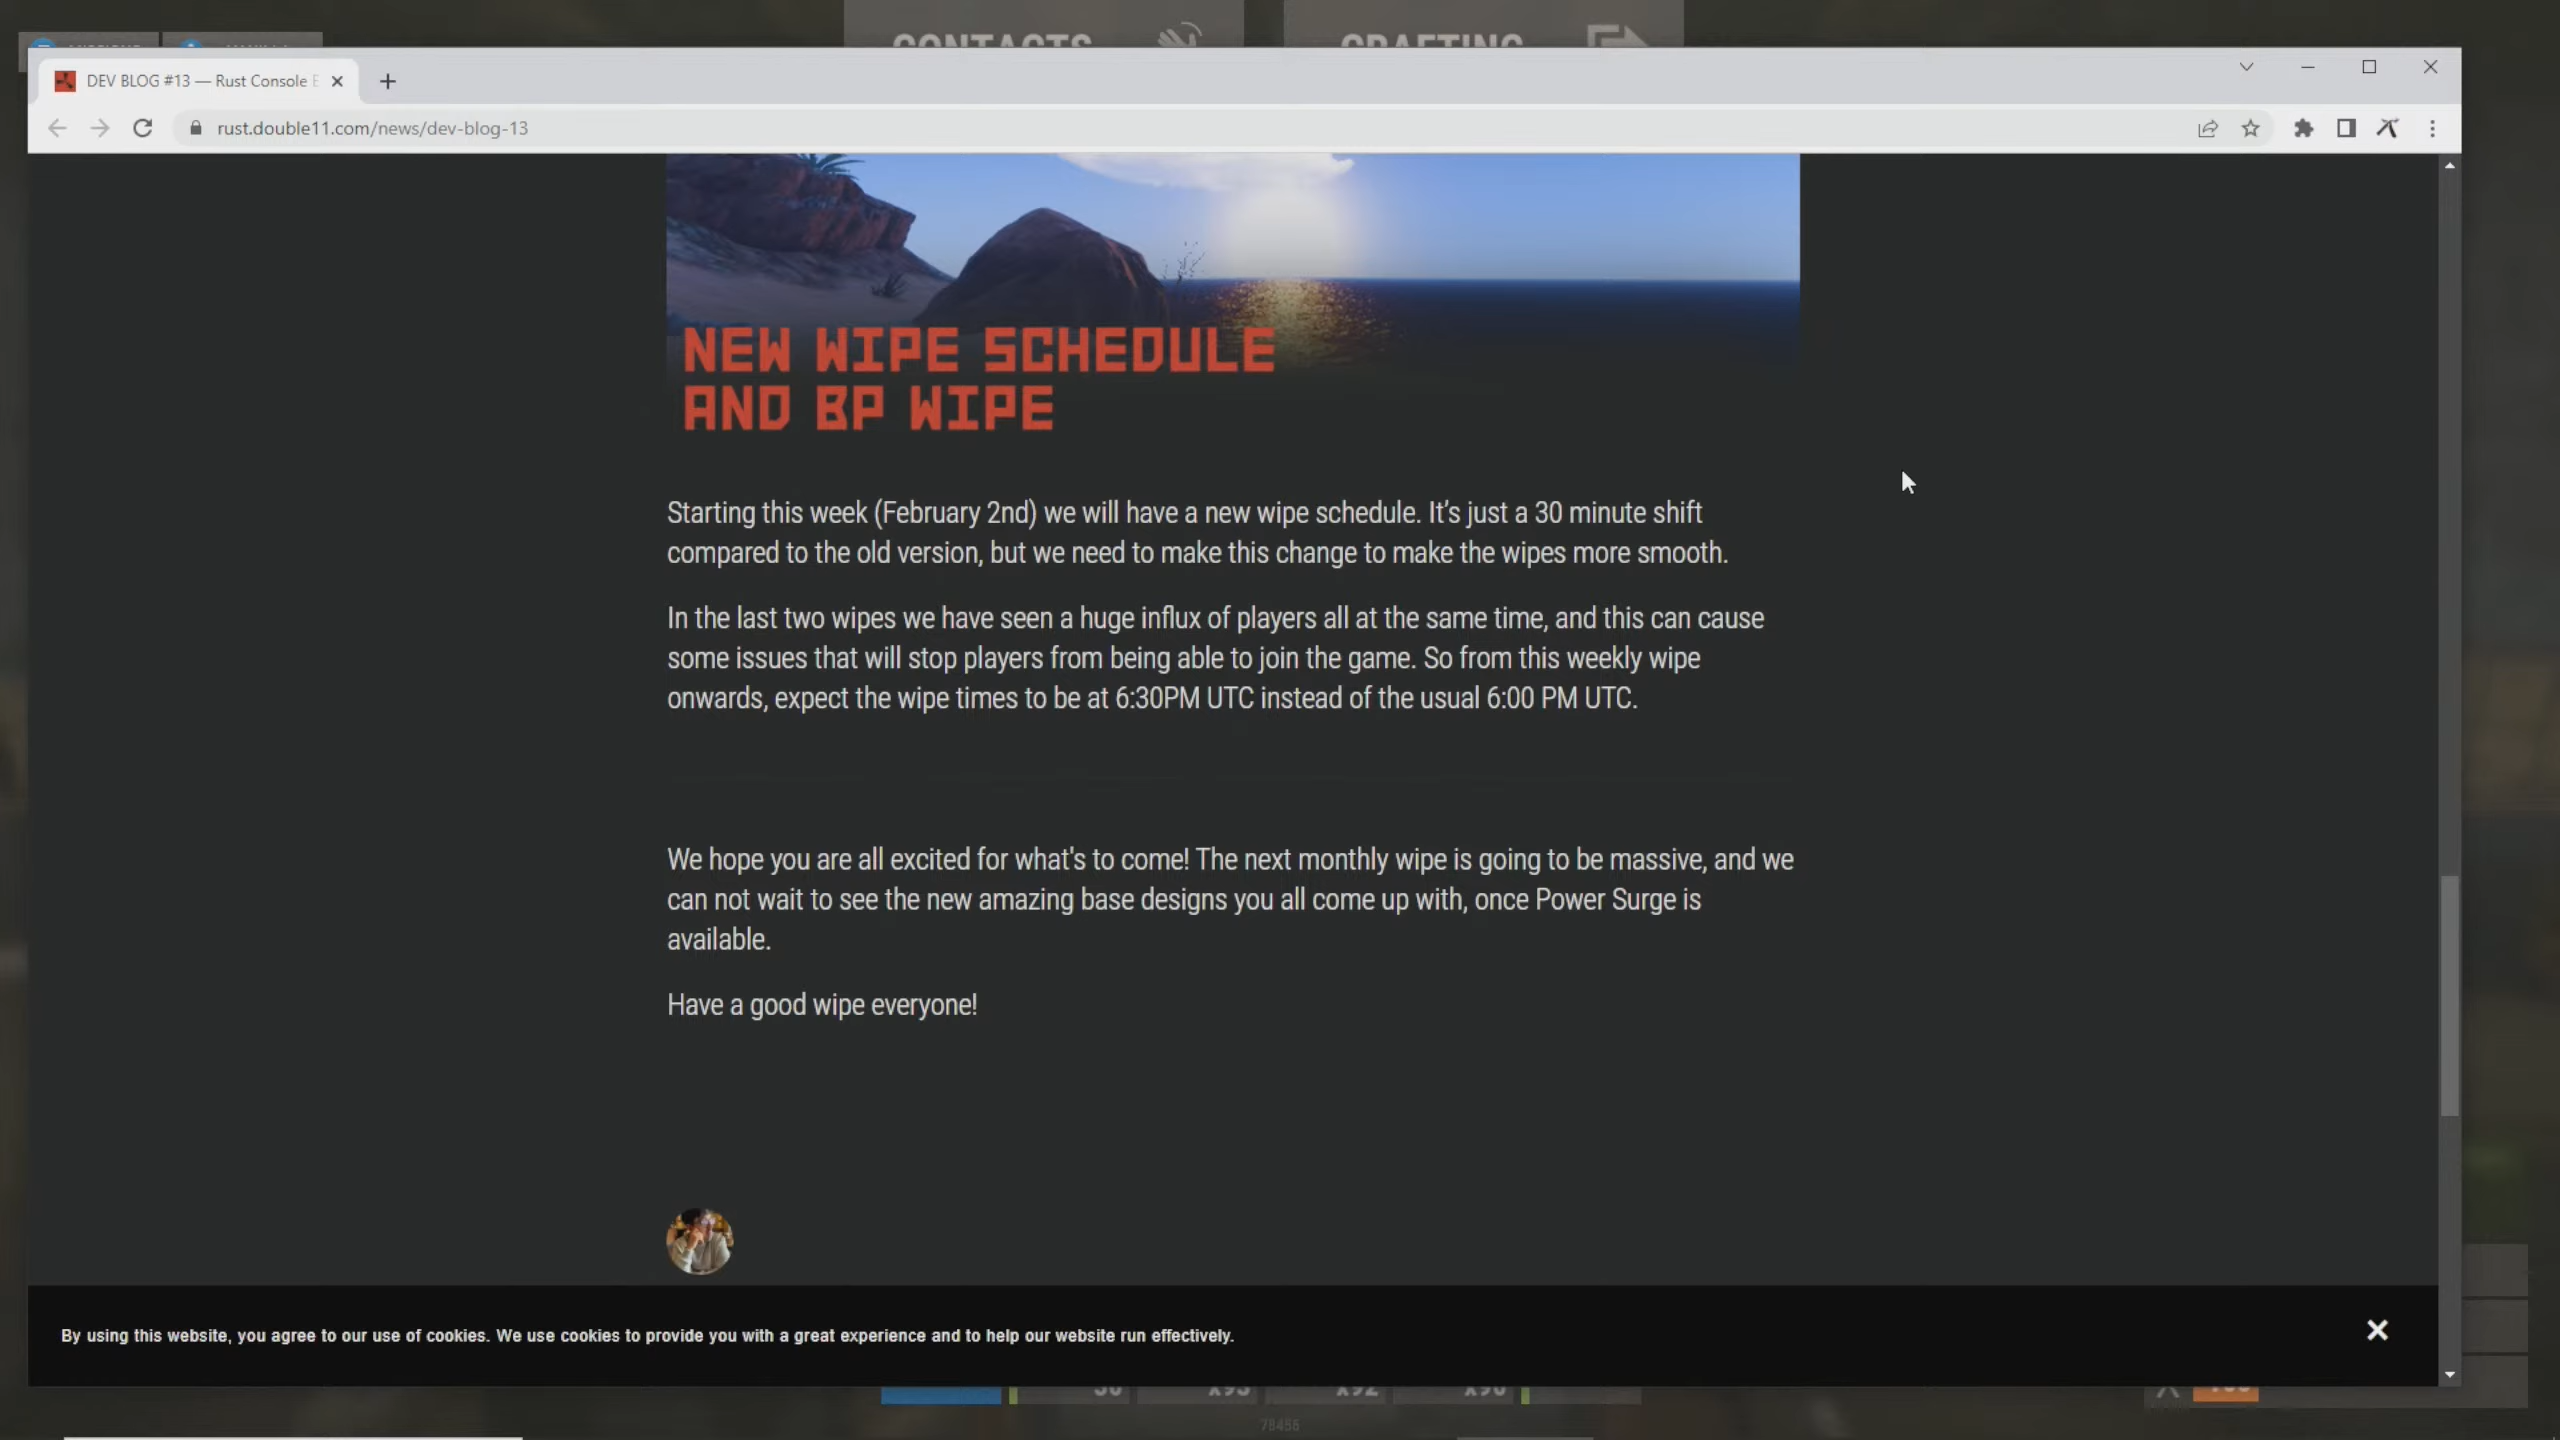 CONTACTS
CRAFTING
DEV BLOG #13 — Rust Console E
rust.double11.com/news/dev-blog-13
NEW WIPE SCHEDULE
AND BP WIPE
Starting this week (February 2nd) we will have a new wipe schedule. It’s just a 30 minute shift
compared to the old version, but we need to make this change to make the wipes more smooth.
In the last two wipes we have seen a huge influx of players all at the same time, and this can cause
some issues that will stop players from being able to join the game. So from this weekly wipe
onwards, expect the wipe times to be at 6:30PM UTC instead of the usual 6:00 PM UTC.
We hope you are all excited for what's to come! The next monthly wipe is going to be massive, and we
can not wait to see the new amazing base designs you all come up with, once Power Surge is
available.
Have a good wipe everyone!
By using this website, you agree to our use of cookies. We use cookies to provide you with a great experience and to help our website run effectively.